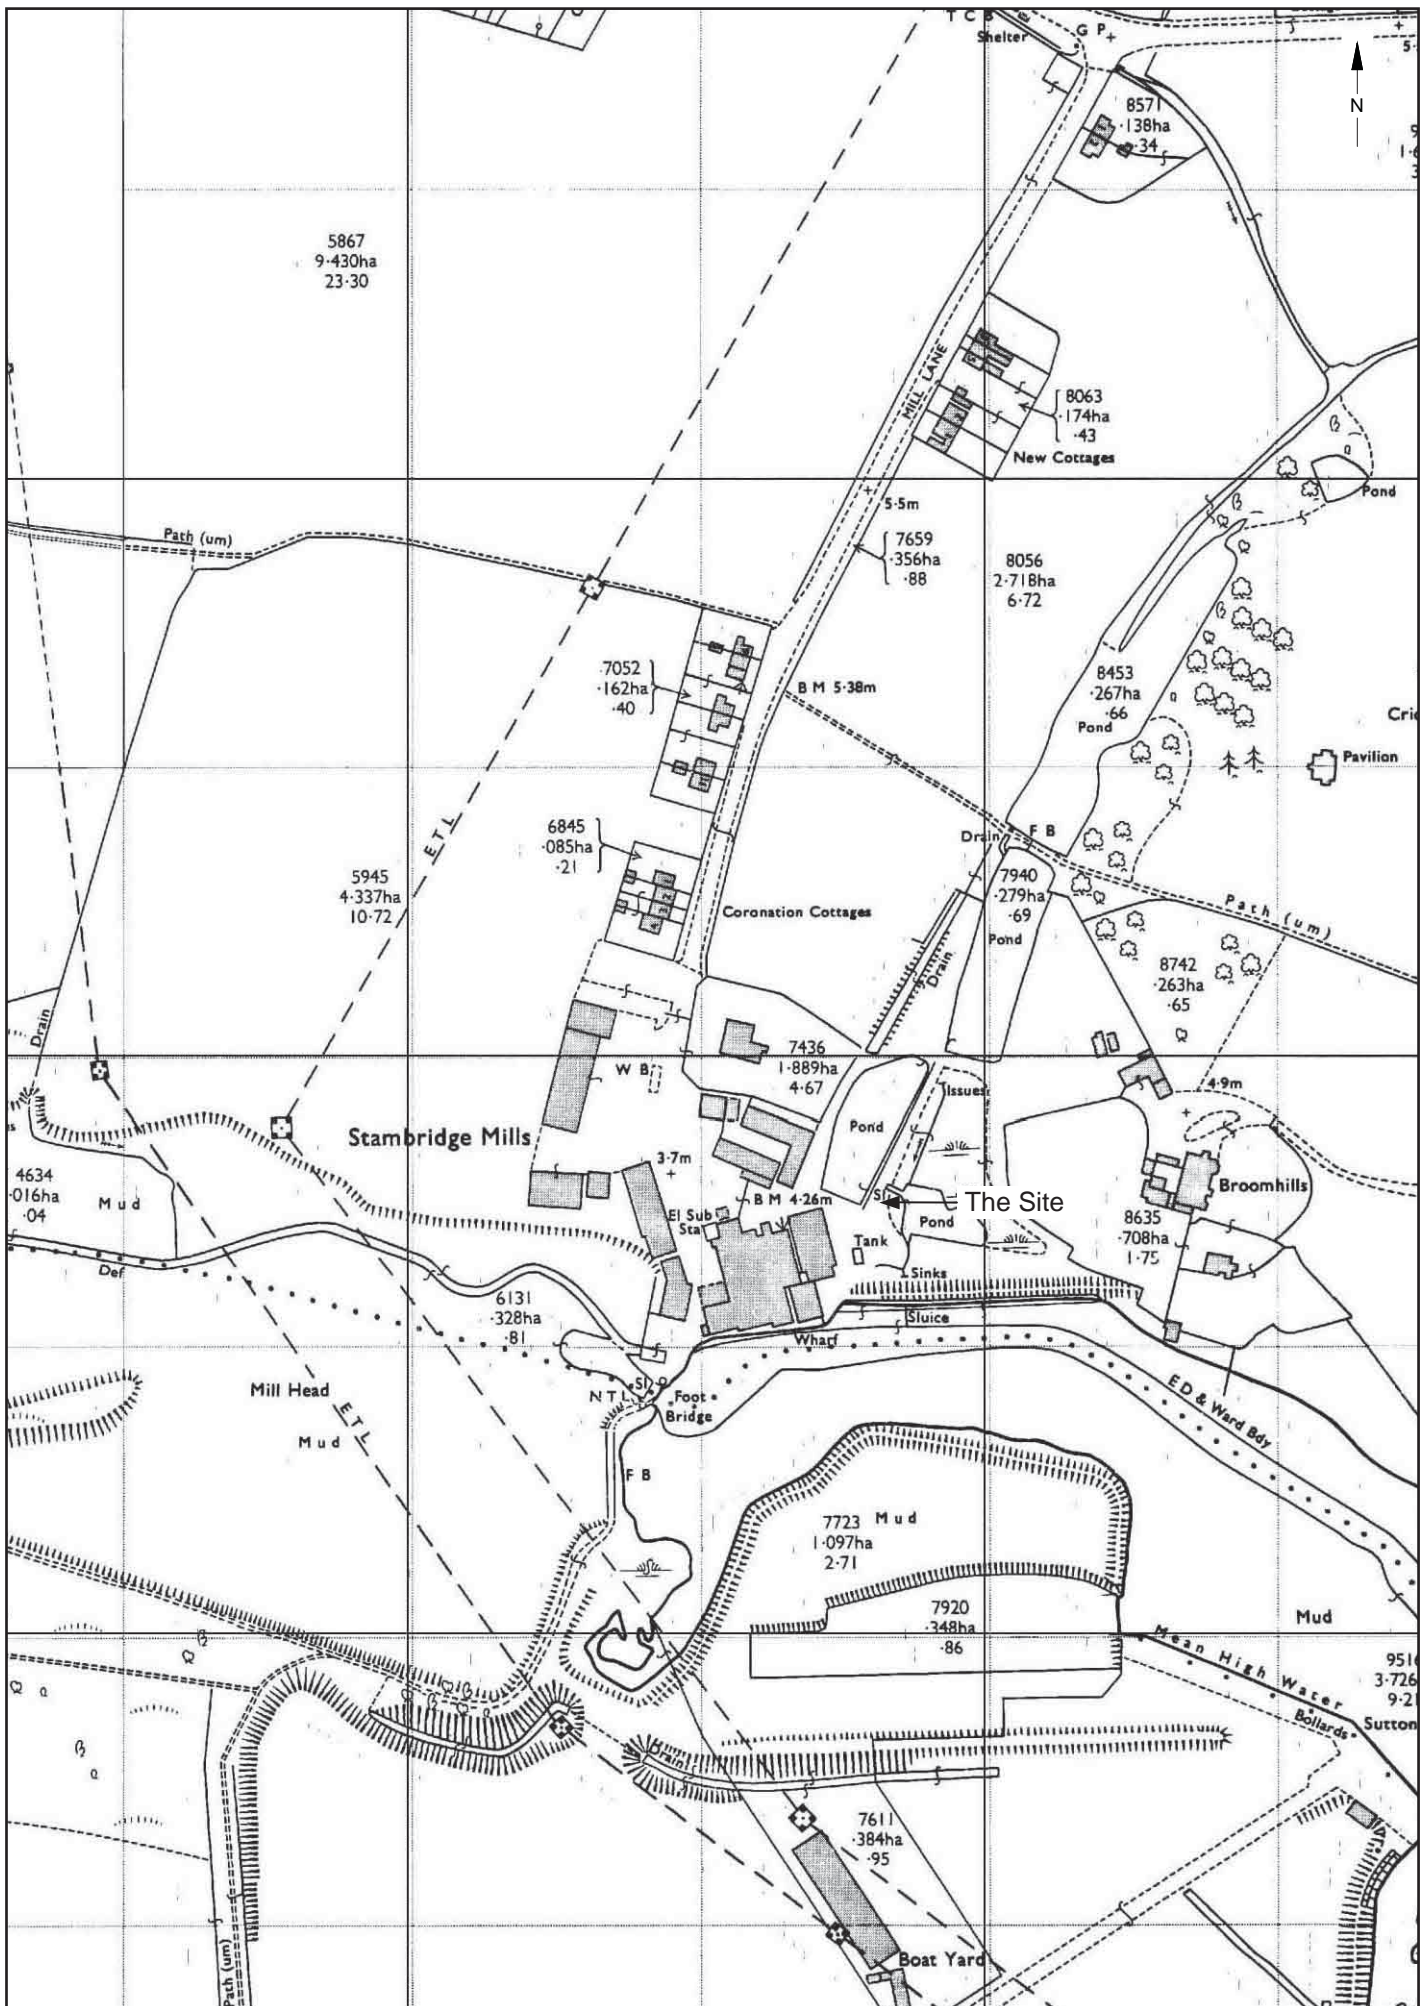 T C B
Shelter
G P
N
8571
·138ha
·34
5867
9·430ha
23·30
MILL LANE
8063
·174ha
·43
New Cottages
Pond
5·5m
Path (um)
7659
·356ha
·88
8056
2·718ha
6·72
7052
·162ha
·40
B M 5·38m
8453
·267ha
·66
Pond
Pavilion
E T L
6845
·085ha
·21
Drain
F B
5945
4·337ha
10·72
7940
·279ha
·69
Pond
Coronation Cottages
Path (um)
Drain
8742
·263ha
·65
Drain
W B
7436
1·889ha
4·67
Issues
4·9m
Pond
Stambridge Mills
3·7m
4634
·016ha
·04
Mud
B M 4·26m
El Sub
Sta
The Site
Broomhills
Pond
8635
·708ha
1·75
Tank
Sinks
Def
6131
·328ha
·81
Sluice
Wharf
Mill Head
N T L
Sl
Foot
Bridge
E D & Ward Bdy
E T L
Mud
F B
7723
1·097ha
2·71
Mud
7920
·348ha
·86
Mud
Mean High Water
9516
3·726
9·21
Bollards
Sutton
Drain
7611
·384ha
·95
Boat Yard
Path (um)